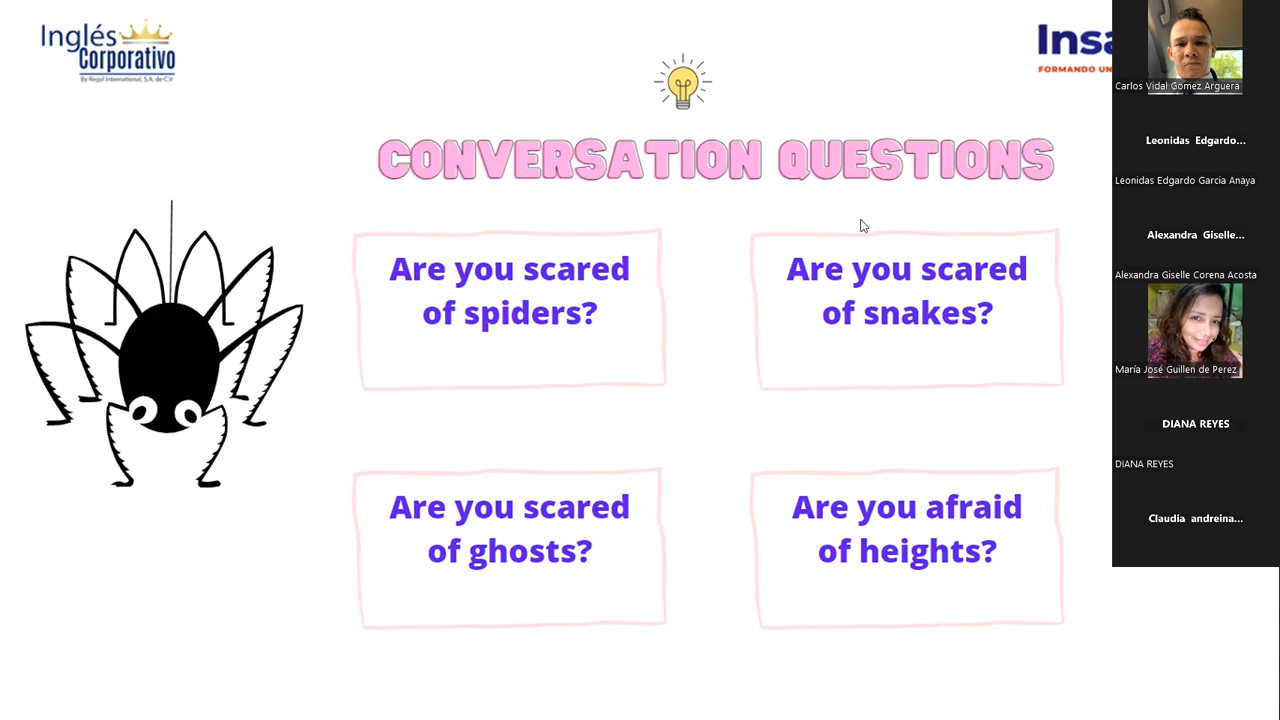 Inglés
Corporativo
By Regal International, S.A. de C.V
Insa
FORMANDO UN
CONVERSATION QUESTIONS
Are you scared
of spiders?
Are you scared
of snakes?
Are you scared
of ghosts?
Are you afraid
of heights?
Carlos Vidal Gomez Arguera
Leonidas Edgardo...
Leonidas Edgardo Garcia Anaya
Alexandra Giselle...
Alexandra Giselle Corena Acosta
María José Guillen de Perez
DIANA REYES
DIANA REYES
Claudia andreina...